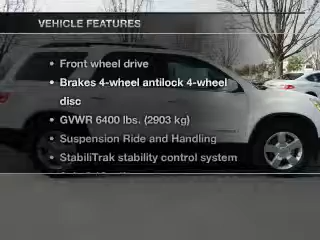 VEHICLE FEATURES
• Front wheel drive
• Brakes 4-wheel antilock 4-wheel
disc
• GVWR 6400 lbs. (2903 kg)
• Suspension Ride and Handling
• StabiliTrak stability control system